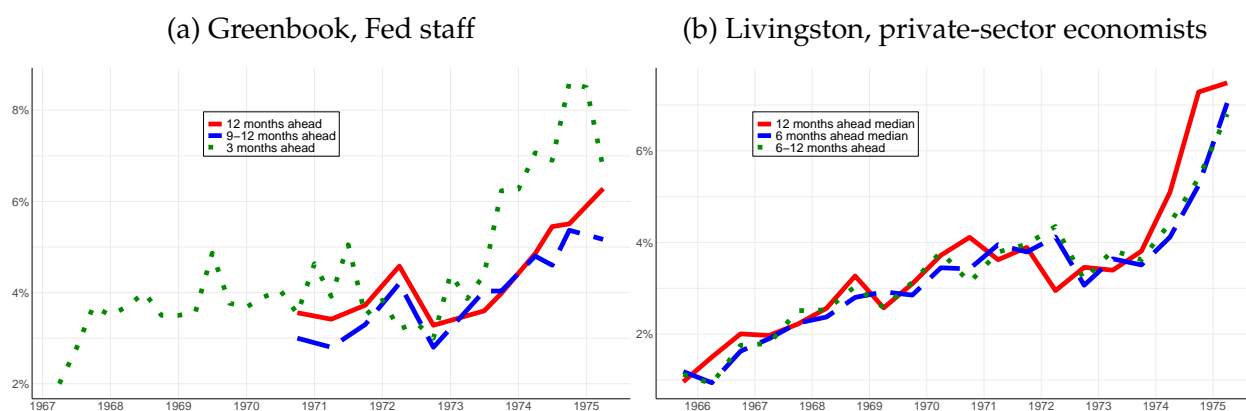 (a) Greenbook, Fed staff
8%
6%
4%
2%
12 months ahead
9−12 months ahead
3 months ahead
1967 1968 1969 1970 1971 1972 1973 1974 1975
(b) Livingston, private-sector economists
6%
4%
2%
12 months ahead median
6 months ahead median
6−12 months ahead
1966 1967 1968 1969 1970 1971 1972 1973 1974 1975